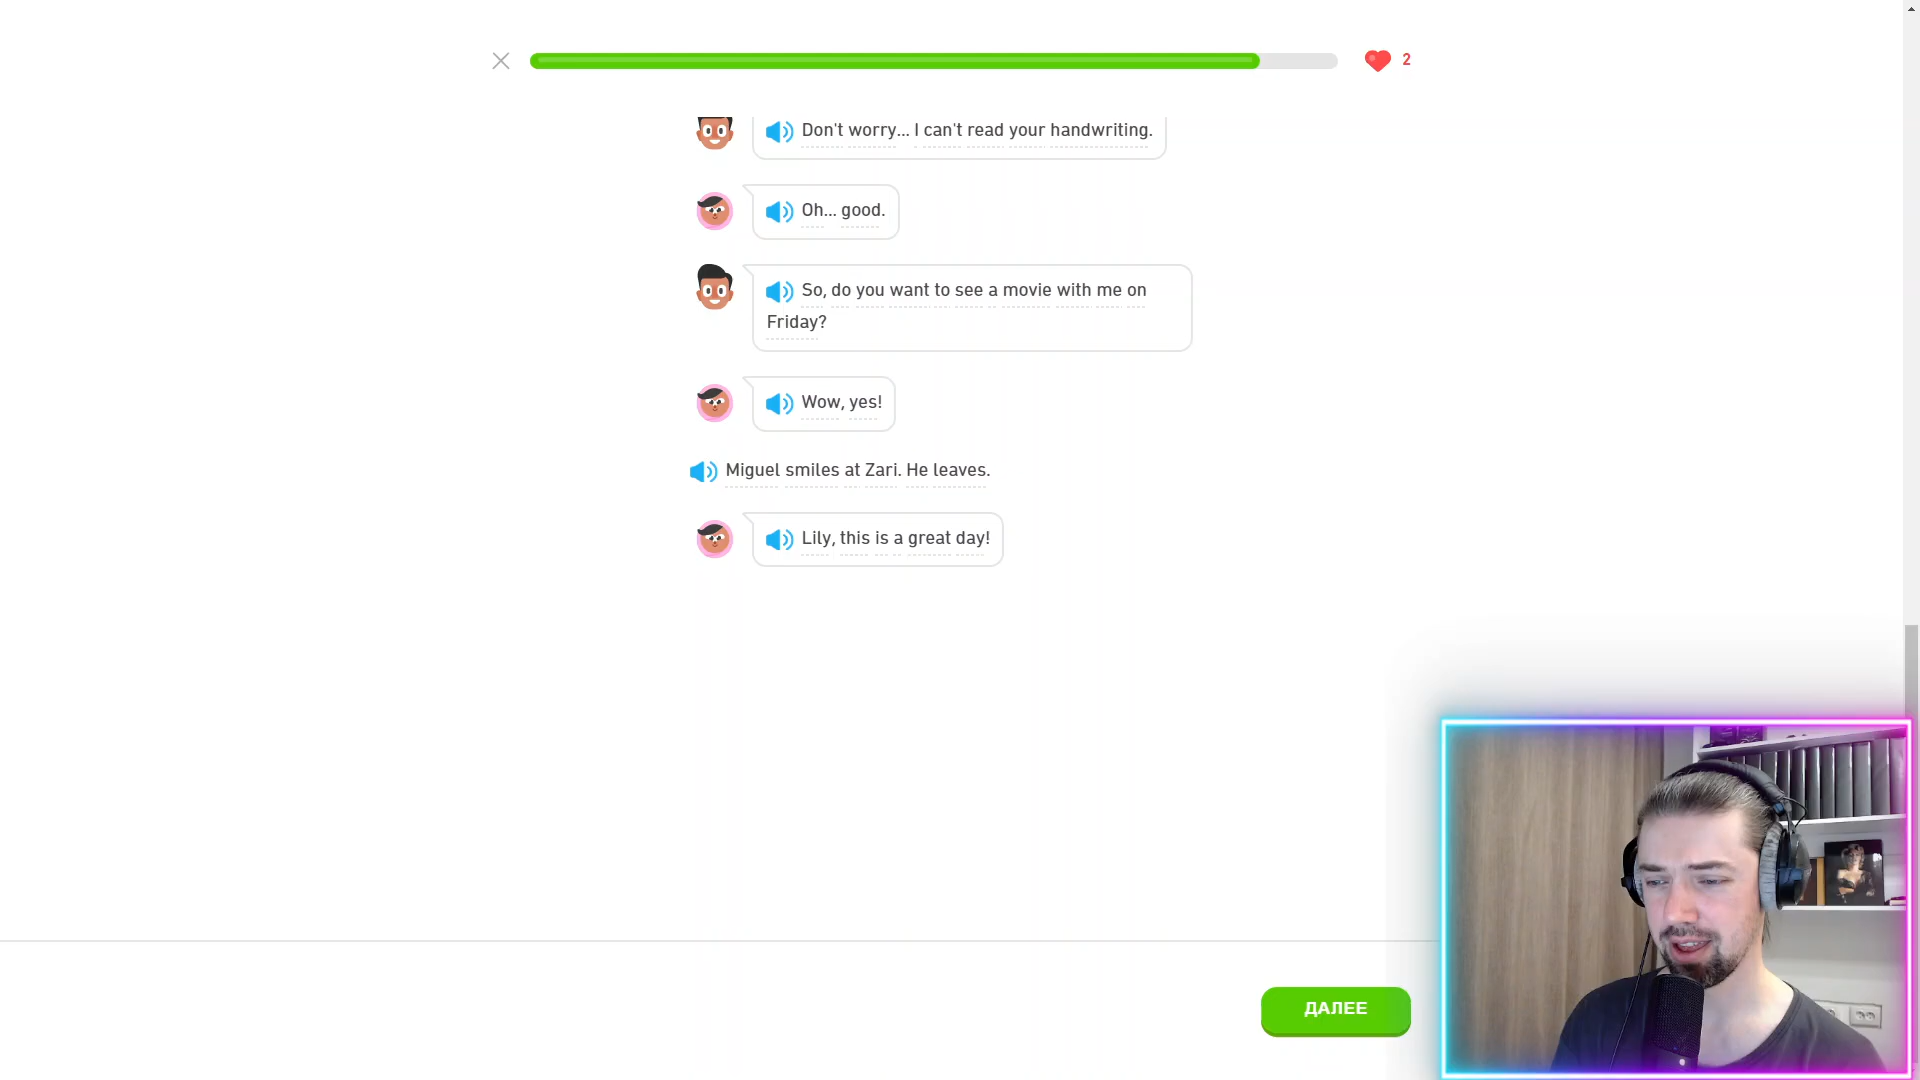 2
Don't worry... I can't read your handwriting.
Oh... good.
So, do you want to see a movie with me on
Friday?
Wow, yes!
Miguel smiles at Zari. He leaves.
Lily, this is a great day!
ДАЛЕЕ